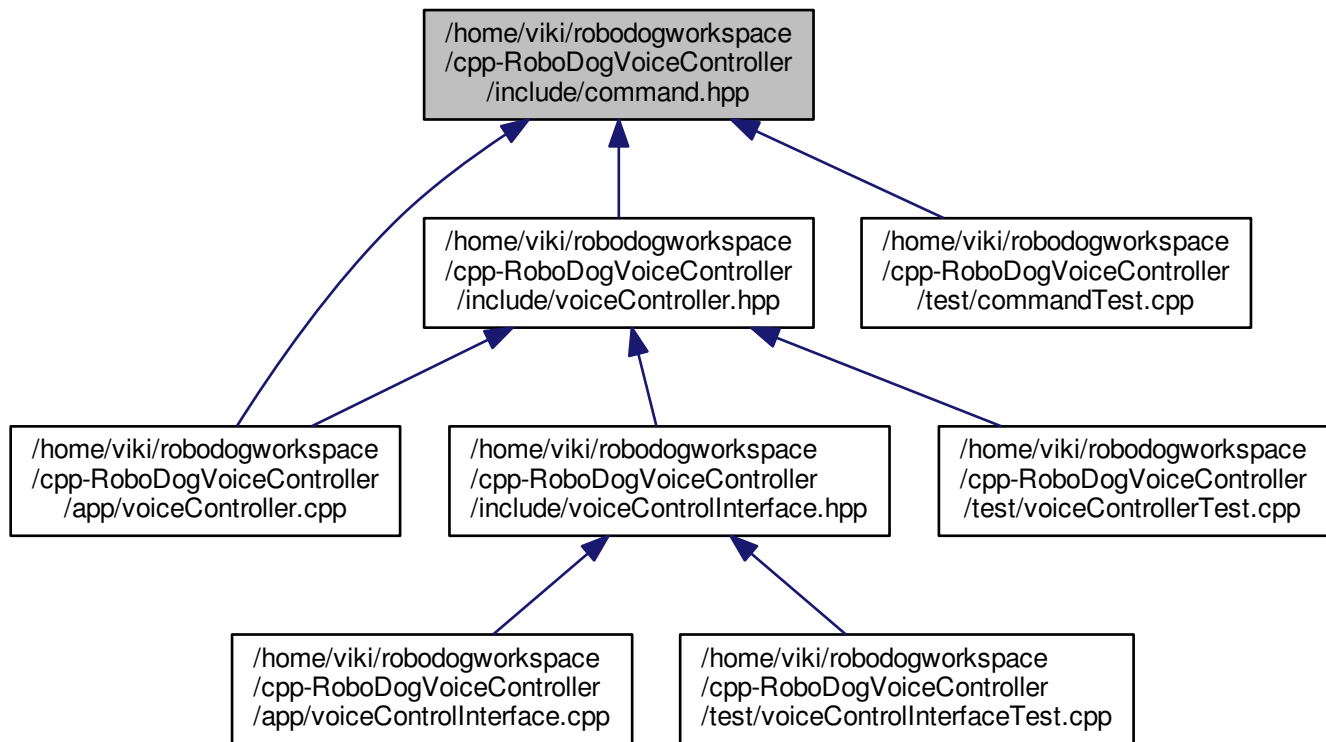 /home/viki/robodogworkspace
/cpp-RoboDogVoiceController
/include/command.hpp
/home/viki/robodogworkspace
/cpp-RoboDogVoiceController
/include/voiceController.hpp
/home/viki/robodogworkspace
/cpp-RoboDogVoiceController
/test/commandTest.cpp
/home/viki/robodogworkspace
/cpp-RoboDogVoiceController
/app/voiceController.cpp
/home/viki/robodogworkspace
/cpp-RoboDogVoiceController
/include/voiceControlInterface.hpp
/home/viki/robodogworkspace
/cpp-RoboDogVoiceController
/test/voiceControllerTest.cpp
/home/viki/robodogworkspace
/cpp-RoboDogVoiceController
/app/voiceControlInterface.cpp
/home/viki/robodogworkspace
/cpp-RoboDogVoiceController
/test/voiceControlInterfaceTest.cpp